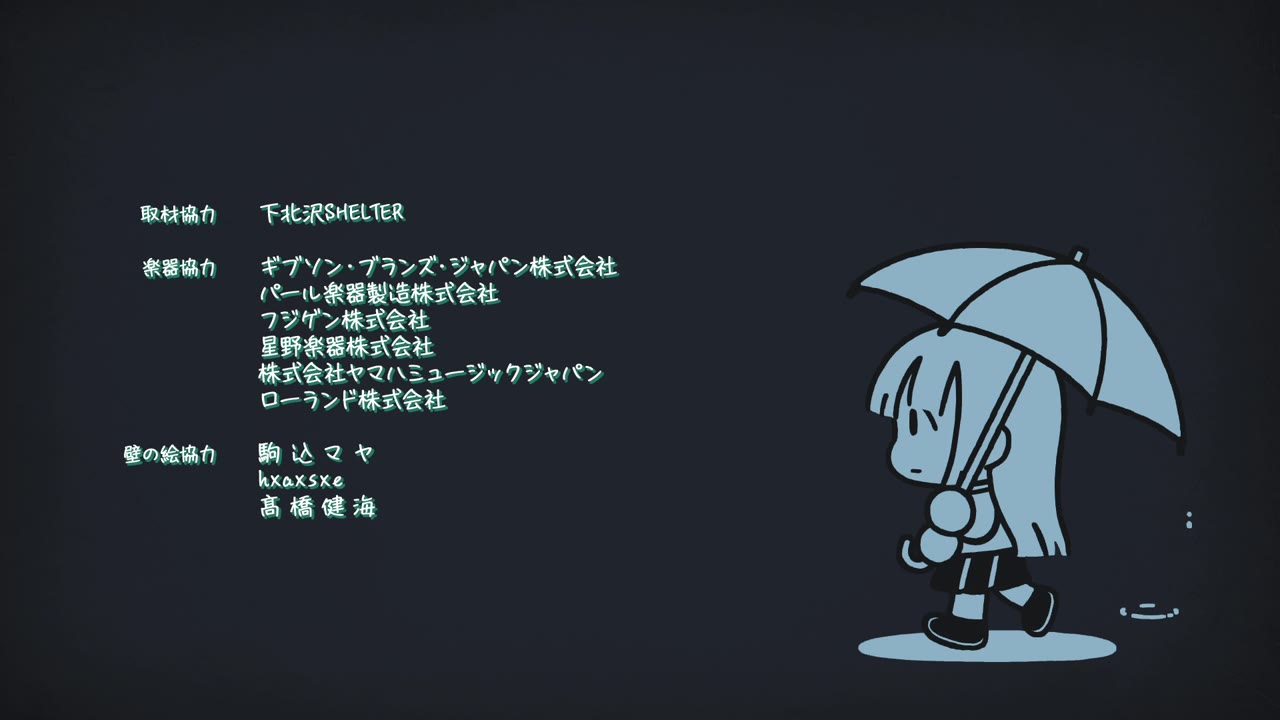 取材協力 下北沢SHELTER
楽器協力 ギブソン・ブランズ・ジャパン株式会社
パール楽器製造株式会社
フジゲン株式会社
星野楽器株式会社
株式会社ヤマハミュージックジャパン
ローランド株式会社
壁の絵協力 駒込マヤ
hxaxsxe
髙橋健海